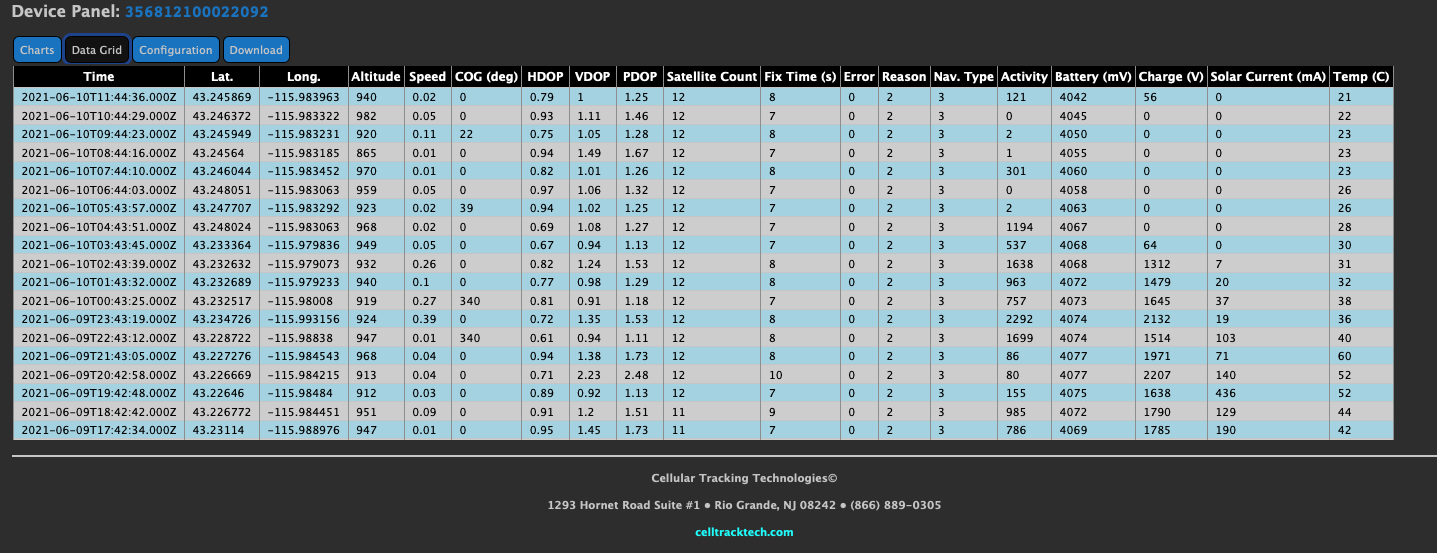 Device Panel: 356812100022092
Charts Data Grid Configuration Download
Time Lat. Long. Altitude Speed COG (deg) HDOP VDOP PDOP Satellite Count Fix Time (s) Error Reason Nav. Type Activity Battery (mV) Charge (V) Solar Current (mA) Temp (C)
2021-06-10T11:44:36.000Z 43.245869 -115.983963 940 0.02 0 0.79 1 1.25 12 8 0 2 3 121 4042 56 0 21
2021-06-10T10:44:29.000Z 43.246372 -115.983322 982 0.05 0 0.93 1.11 1.46 12 7 0 2 3 0 4045 0 0 22
2021-06-10T09:44:23.000Z 43.245949 -115.983231 920 0.11 22 0.75 1.05 1.28 12 8 0 2 3 2 4050 0 0 23
2021-06-10T08:44:16.000Z 43.24564 -115.983185 865 0.01 0 0.94 1.49 1.67 12 7 0 2 3 1 4055 0 0 23
2021-06-10T07:44:10.000Z 43.246044 -115.983452 970 0.01 0 0.82 1.01 1.26 12 8 0 2 3 301 4060 0 0 23
2021-06-10T06:44:03.000Z 43.248051 -115.983063 959 0.05 0 0.97 1.06 1.32 12 7 0 2 3 0 4058 0 0 26
2021-06-10T05:43:57.000Z 43.247707 -115.983292 923 0.02 39 0.94 1.02 1.25 12 7 0 2 3 2 4063 0 0 26
2021-06-10T04:43:51.000Z 43.248024 -115.983063 968 0.02 0 0.69 1.08 1.27 12 7 0 2 3 1194 4067 0 0 28
2021-06-10T03:43:45.000Z 43.233364 -115.979836 949 0.05 0 0.67 0.94 1.13 12 7 0 2 3 537 4068 64 0 30
2021-06-10T02:43:39.000Z 43.232632 -115.979073 932 0.26 0 0.82 1.24 1.53 12 8 0 2 3 1638 4068 1312 7 31
2021-06-10T01:43:32.000Z 43.232689 -115.979233 940 0.1 0 0.77 0.98 1.29 12 8 0 2 3 963 4072 1479 20 32
2021-06-10T00:43:25.000Z 43.232517 -115.98008 919 0.27 340 0.81 0.91 1.18 12 7 0 2 3 757 4073 1645 37 38
2021-06-09T23:43:19.000Z 43.234726 -115.993156 924 0.39 0 0.72 1.35 1.53 12 8 0 2 3 2292 4074 2132 19 36
2021-06-09T22:43:12.000Z 43.228722 -115.98838 947 0.01 340 0.61 0.94 1.11 12 8 0 2 3 1699 4074 1514 103 40
2021-06-09T21:43:05.000Z 43.227276 -115.984543 968 0.04 0 0.94 1.38 1.73 12 8 0 2 3 86 4077 1971 71 60
2021-06-09T20:42:58.000Z 43.226669 -115.984215 913 0.04 0 0.71 2.23 2.48 12 10 0 2 3 80 4077 2207 140 52
2021-06-09T19:42:48.000Z 43.22646 -115.98484 912 0.03 0 0.89 0.92 1.13 12 7 0 2 3 155 4075 1638 436 52
2021-06-09T18:42:42.000Z 43.226772 -115.984451 951 0.09 0 0.91 1.2 1.51 11 9 0 2 3 985 4072 1790 129 44
2021-06-09T17:42:34.000Z 43.23114 -115.988976 947 0.01 0 0.95 1.45 1.73 11 7 0 2 3 786 4069 1785 190 42
Cellular Tracking Technologies©
1293 Hornet Road Suite #1 ● Rio Grande, NJ 08242 ● (866) 889-0305
celltracktech.com